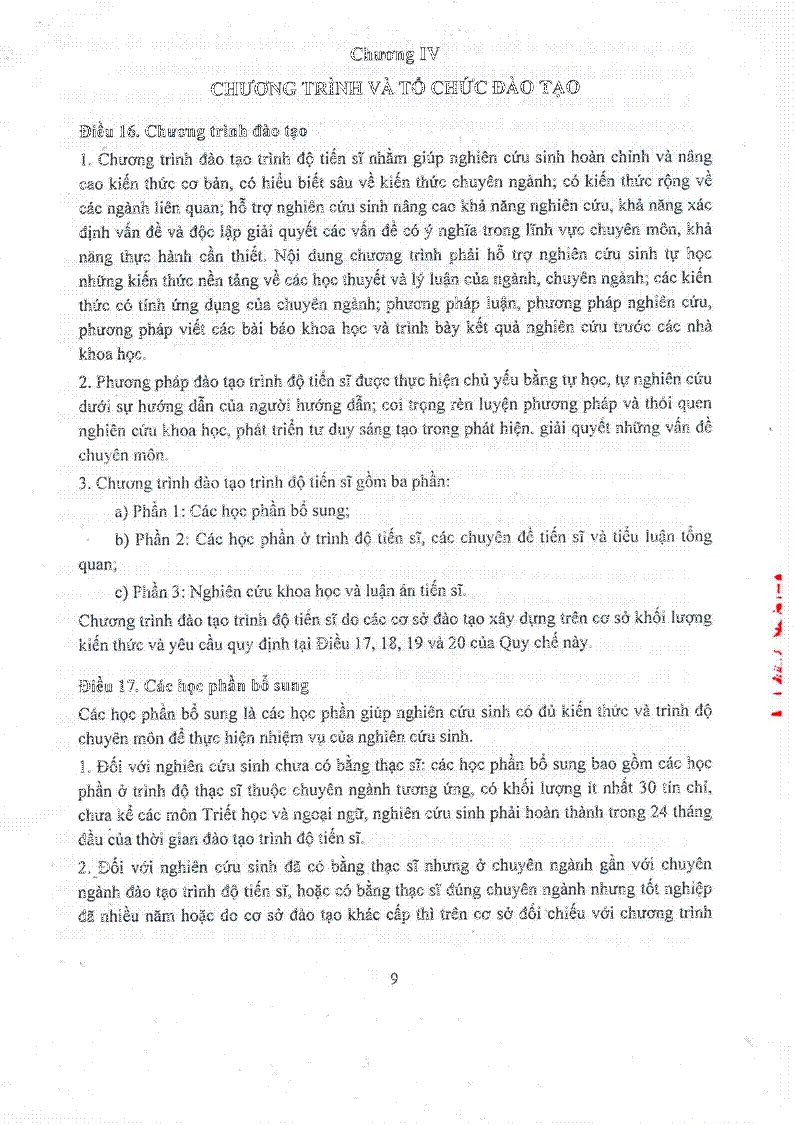 Chương IV
CHƯƠNG TRÌNH VÀ TỔ CHỨC ĐÀO TẠO
Điều 16. Chương trình đào tạo
1. Chương trình đào tạo trình độ tiến sĩ nhằm giúp nghiên cứu sinh hoàn chỉnh và nâng
cao kiến thức cơ bản, có hiểu biết sâu về kiến thức chuyên ngành; có kiến thức rộng về
các ngành liên quan; hỗ trợ nghiên cứu sinh nâng cao khả năng nghiên cứu, khả năng xác
định vấn đề và độc lập giải quyết các vấn đề có ý nghĩa trong lĩnh vực chuyên môn, khả
năng thực hành cần thiết. Nội dung chương trình phải hỗ trợ nghiên cứu sinh tự học
những kiến thức nền tảng về các học thuyết và lý luận của ngành, chuyên ngành; các kiến
thức có tính ứng dụng của chuyên ngành; phương pháp luận, phương pháp nghiên cứu,
phương pháp viết các bài báo khoa học và trình bày kết quả nghiên cứu trước các nhà
khoa học.
2. Phương pháp đào tạo trình độ tiến sĩ được thực hiện chủ yếu bằng tự học, tự nghiên cứu
dưới sự hướng dẫn của người hướng dẫn; coi trọng rèn luyện phương pháp và thói quen
nghiên cứu khoa học, phát triển tư duy sáng tạo trong phát hiện, giải quyết những vấn đề
chuyên môn.
3. Chương trình đào tạo trình độ tiến sĩ gồm ba phần:
a) Phần 1: Các học phần bổ sung;
b) Phần 2: Các học phần ở trình độ tiến sĩ, các chuyên đề tiến sĩ và tiểu luận tổng
quan;
c) Phần 3: Nghiên cứu khoa học và luận án tiến sĩ.
Chương trình đào tạo trình độ tiến sĩ do các cơ sở đào tạo xây dựng trên cơ sở khối lượng
kiến thức và yêu cầu quy định tại Điều 17, 18, 19 và 20 của Quy chế này.
Điều 17. Các học phần bổ sung
Các học phần bổ sung là các học phần giúp nghiên cứu sinh có đủ kiến thức và trình độ
chuyên môn để thực hiện nhiệm vụ của nghiên cứu sinh.
1. Đối với nghiên cứu sinh chưa có bằng thạc sĩ: các học phần bổ sung bao gồm các học
phần ở trình độ thạc sĩ thuộc chuyên ngành tương ứng, có khối lượng ít nhất 30 tín chỉ,
chưa kể các môn Triết học và ngoại ngữ, nghiên cứu sinh phải hoàn thành trong 24 tháng
đầu của thời gian đào tạo trình độ tiến sĩ.
2. Đối với nghiên cứu sinh đã có bằng thạc sĩ nhưng ở chuyên ngành gần với chuyên
ngành đào tạo trình độ tiến sĩ, hoặc có bằng thạc sĩ đúng chuyên ngành nhưng tốt nghiệp
đã nhiều năm hoặc do cơ sở đào tạo khác cấp thì trên cơ sở đối chiếu với chương trình
9